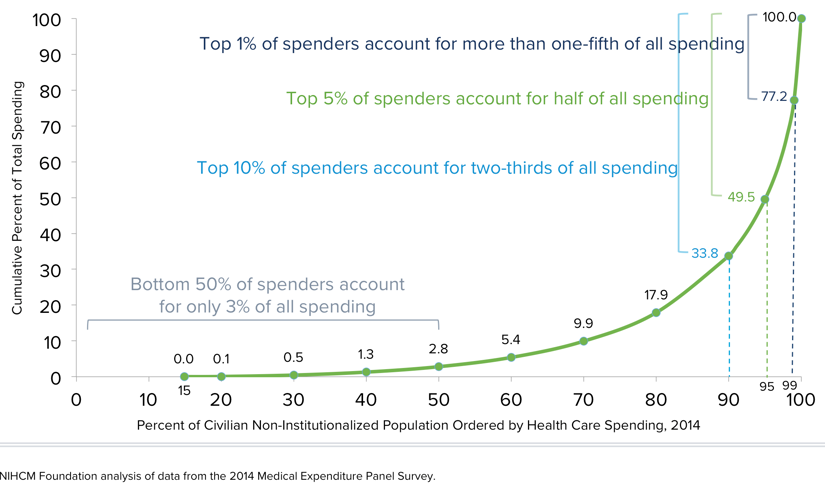 100
90
80
70
60
50
40
30
20
10
0
Cumulative Percent of Total Spending
100.0
Top 1% of spenders account for more than one-fifth of all spending
77.2
Top 5% of spenders account for half of all spending
49.5
Top 10% of spenders account for two-thirds of all spending
33.8
Bottom 50% of spenders account
for only 3% of all spending
0.0 0.1 0.5 1.3 2.8 5.4 9.9 17.9
15 95 99
0 10 20 30 40 50 60 70 80 90 100
Percent of Civilian Non-Institutionalized Population Ordered by Health Care Spending, 2014
NIHCM Foundation analysis of data from the 2014 Medical Expenditure Panel Survey.